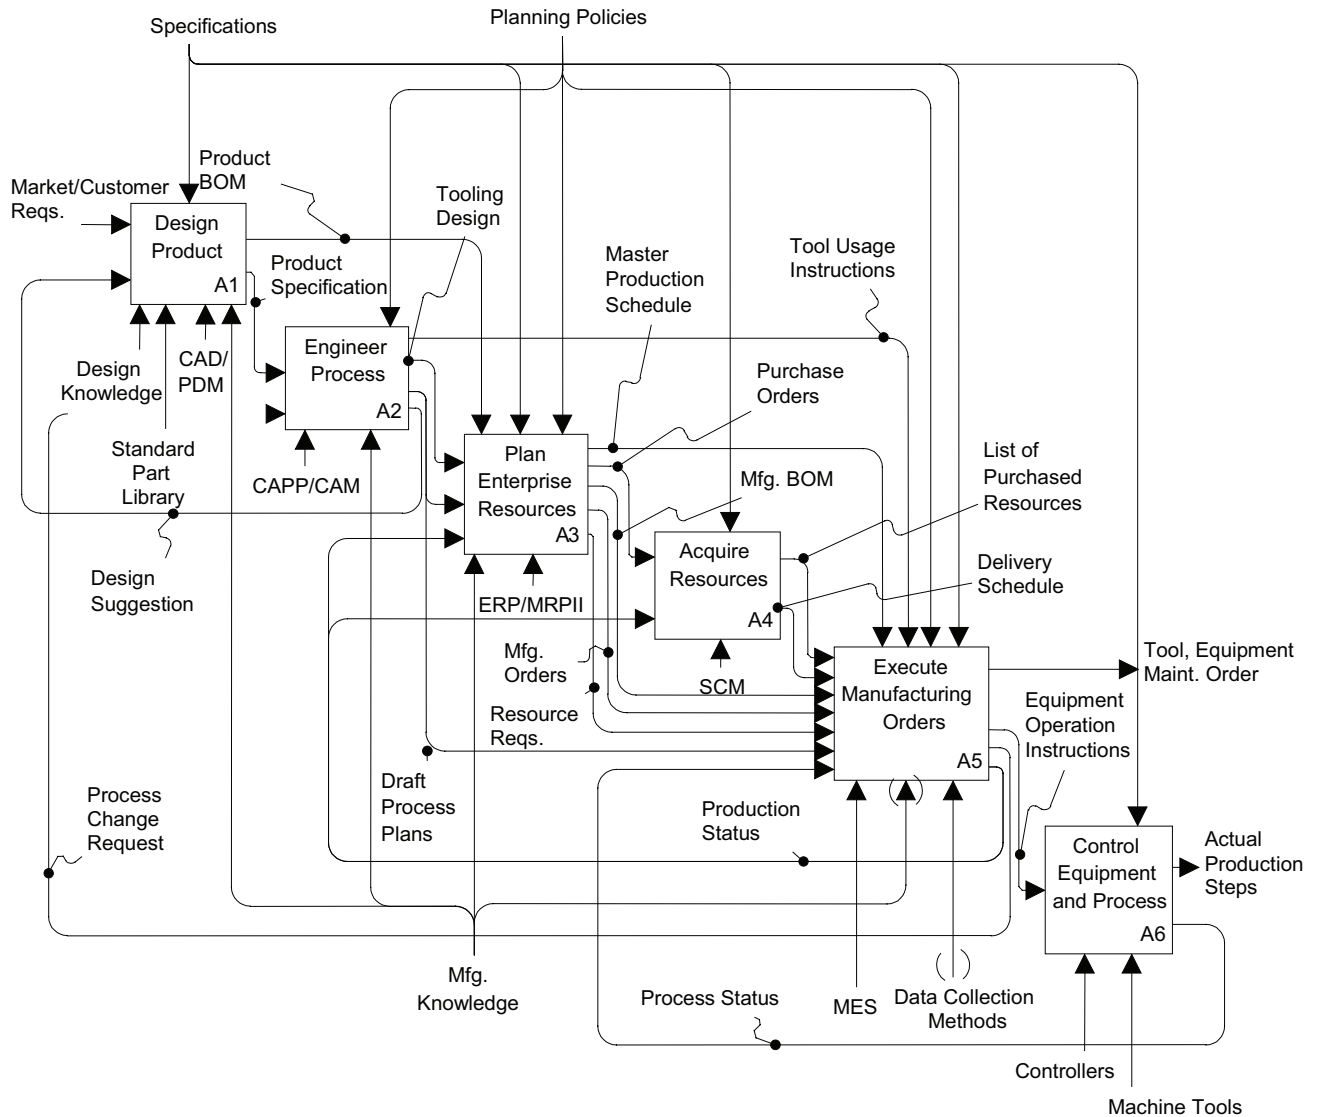 Specifications
Planning Policies
Product
BOM
Market/Customer
Reqs.
Design
Product
A1
Tooling
Design
Product
Specification
Master
Production
Schedule
Tool Usage
Instructions
Design
Knowledge
CAD/
PDM
Engineer
Process
A2
Purchase
Orders
Standard
Part
Library
CAPP/CAM
Plan
Enterprise
Resources
A3
Mfg. BOM
List of
Purchased
Resources
Design
Suggestion
ERP/MRPII
Acquire
Resources
A4
Delivery
Schedule
Mfg.
Orders
SCM
Resource
Reqs.
Execute
Manufacturing
Orders
A5
Tool, Equipment
Maint. Order
Equipment
Operation
Instructions
Draft
Process
Plans
Process
Change
Request
Production
Status
Control
Equipment
and Process
A6
Actual
Production
Steps
Mfg.
Knowledge
Process Status
MES
Data Collection
Methods
Controllers
Machine Tools